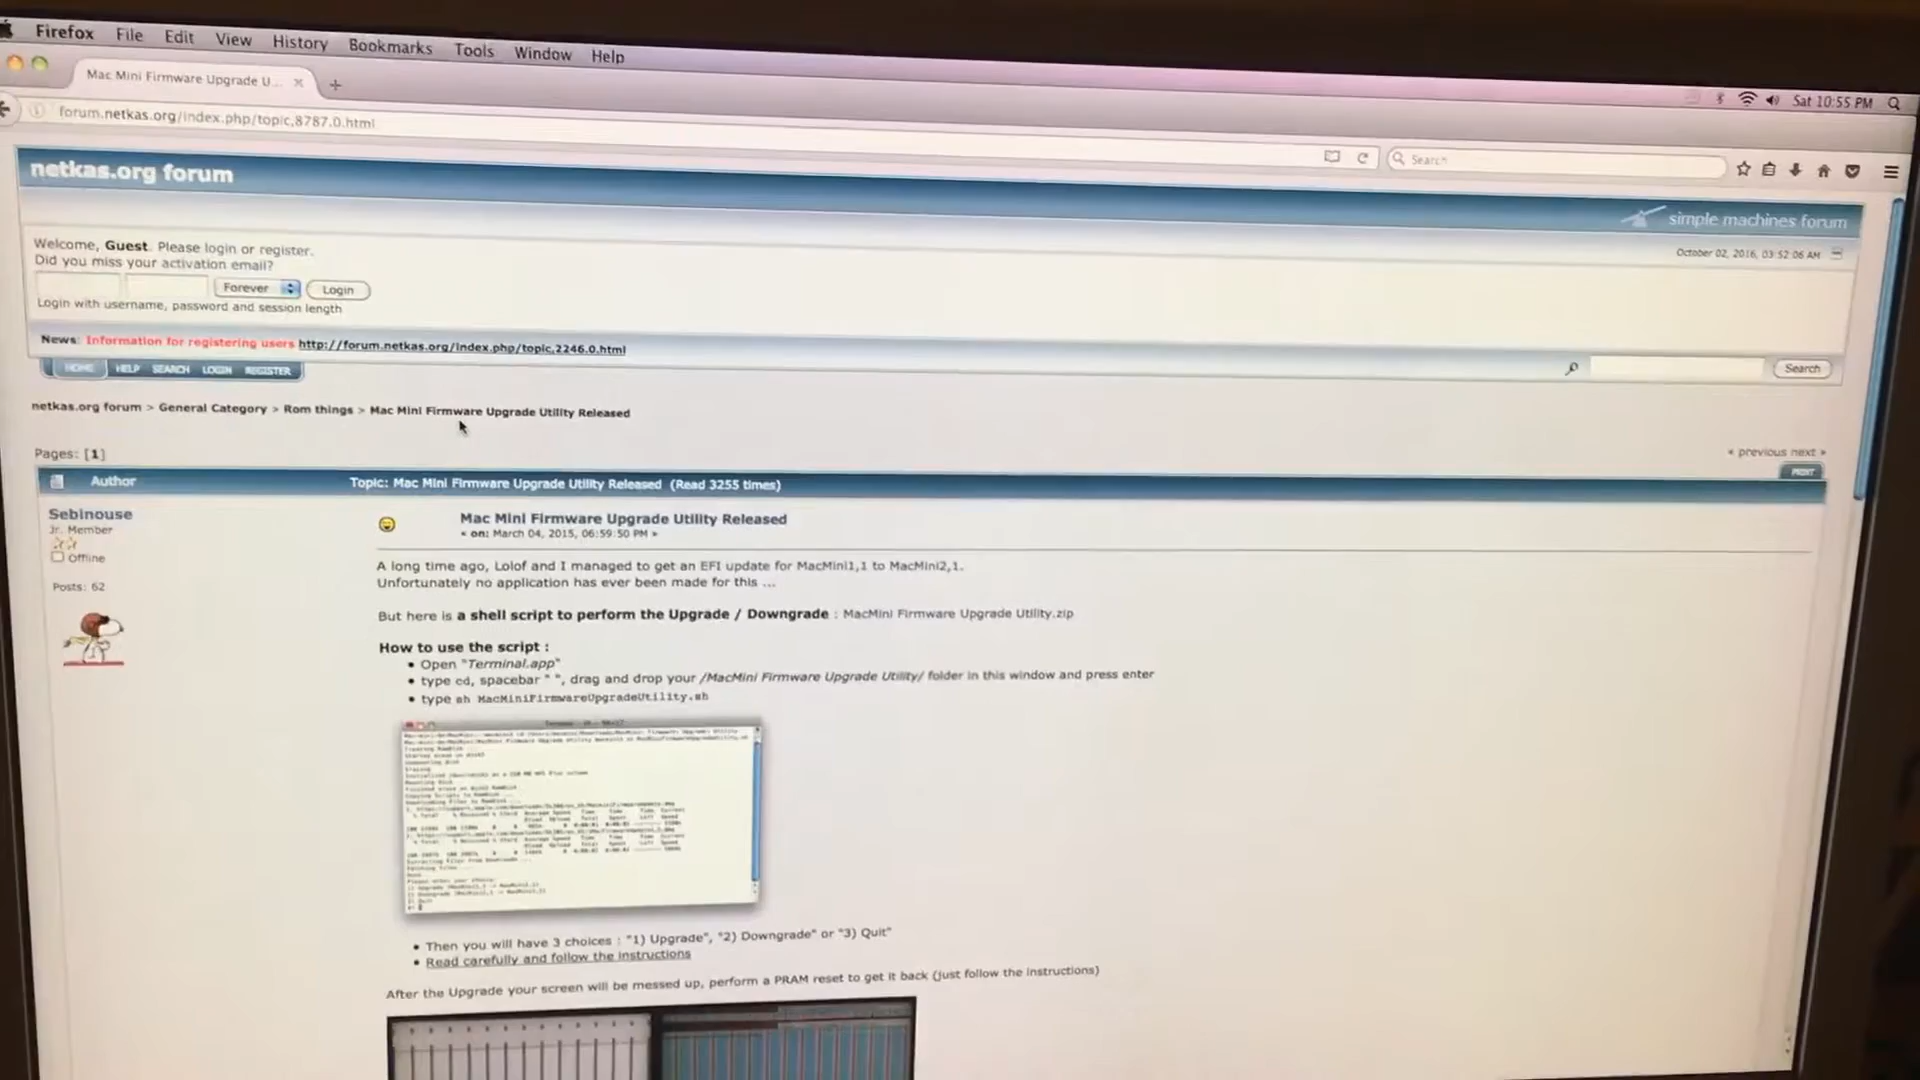 Firefox File Edit View History Bookmarks Tools Window Help
Mac Mini Firmware Upgrade U...
Sat 10:55 PM
forum.netkas.org/index.php/topic,8787.0.html
Search
netkas.org forum
simple machines forum
Welcome, Guest. Please login or register.
Did you miss your activation email?
October 02, 2016, 03:52:06 AM
Forever Login
Login with username, password and session length
News: Information for registering users http://forum.netkas.org/index.php/topic,2246.0.html
HOME HELP SEARCH LOGIN REGISTER
Search
netkas.org forum > General Category > Rom things > Mac Mini Firmware Upgrade Utility Released
Pages: [1]
« previous next »
PRINT
Author Topic: Mac Mini Firmware Upgrade Utility Released (Read 3255 times)
Sebinouse
Jr. Member
Offline
Posts: 62
Mac Mini Firmware Upgrade Utility Released
« on: March 04, 2015, 06:59:50 PM »
A long time ago, Lolof and I managed to get an EFI update for MacMini1,1 to MacMini2,1.
Unfortunately no application has ever been made for this ...
But here is a shell script to perform the Upgrade / Downgrade : MacMini Firmware Upgrade Utility.zip
How to use the script :
• Open "Terminal.app"
• type cd, spacebar " ", drag and drop your /MacMini Firmware Upgrade Utility/ folder in this window and press enter
• type sh MacMiniFirmwareUpgradeUtility.sh
• Then you will have 3 choices : "1) Upgrade", "2) Downgrade" or "3) Quit"
• Read carefully and follow the instructions
After the Upgrade your screen will be messed up, perform a PRAM reset to get it back (just follow the instructions)